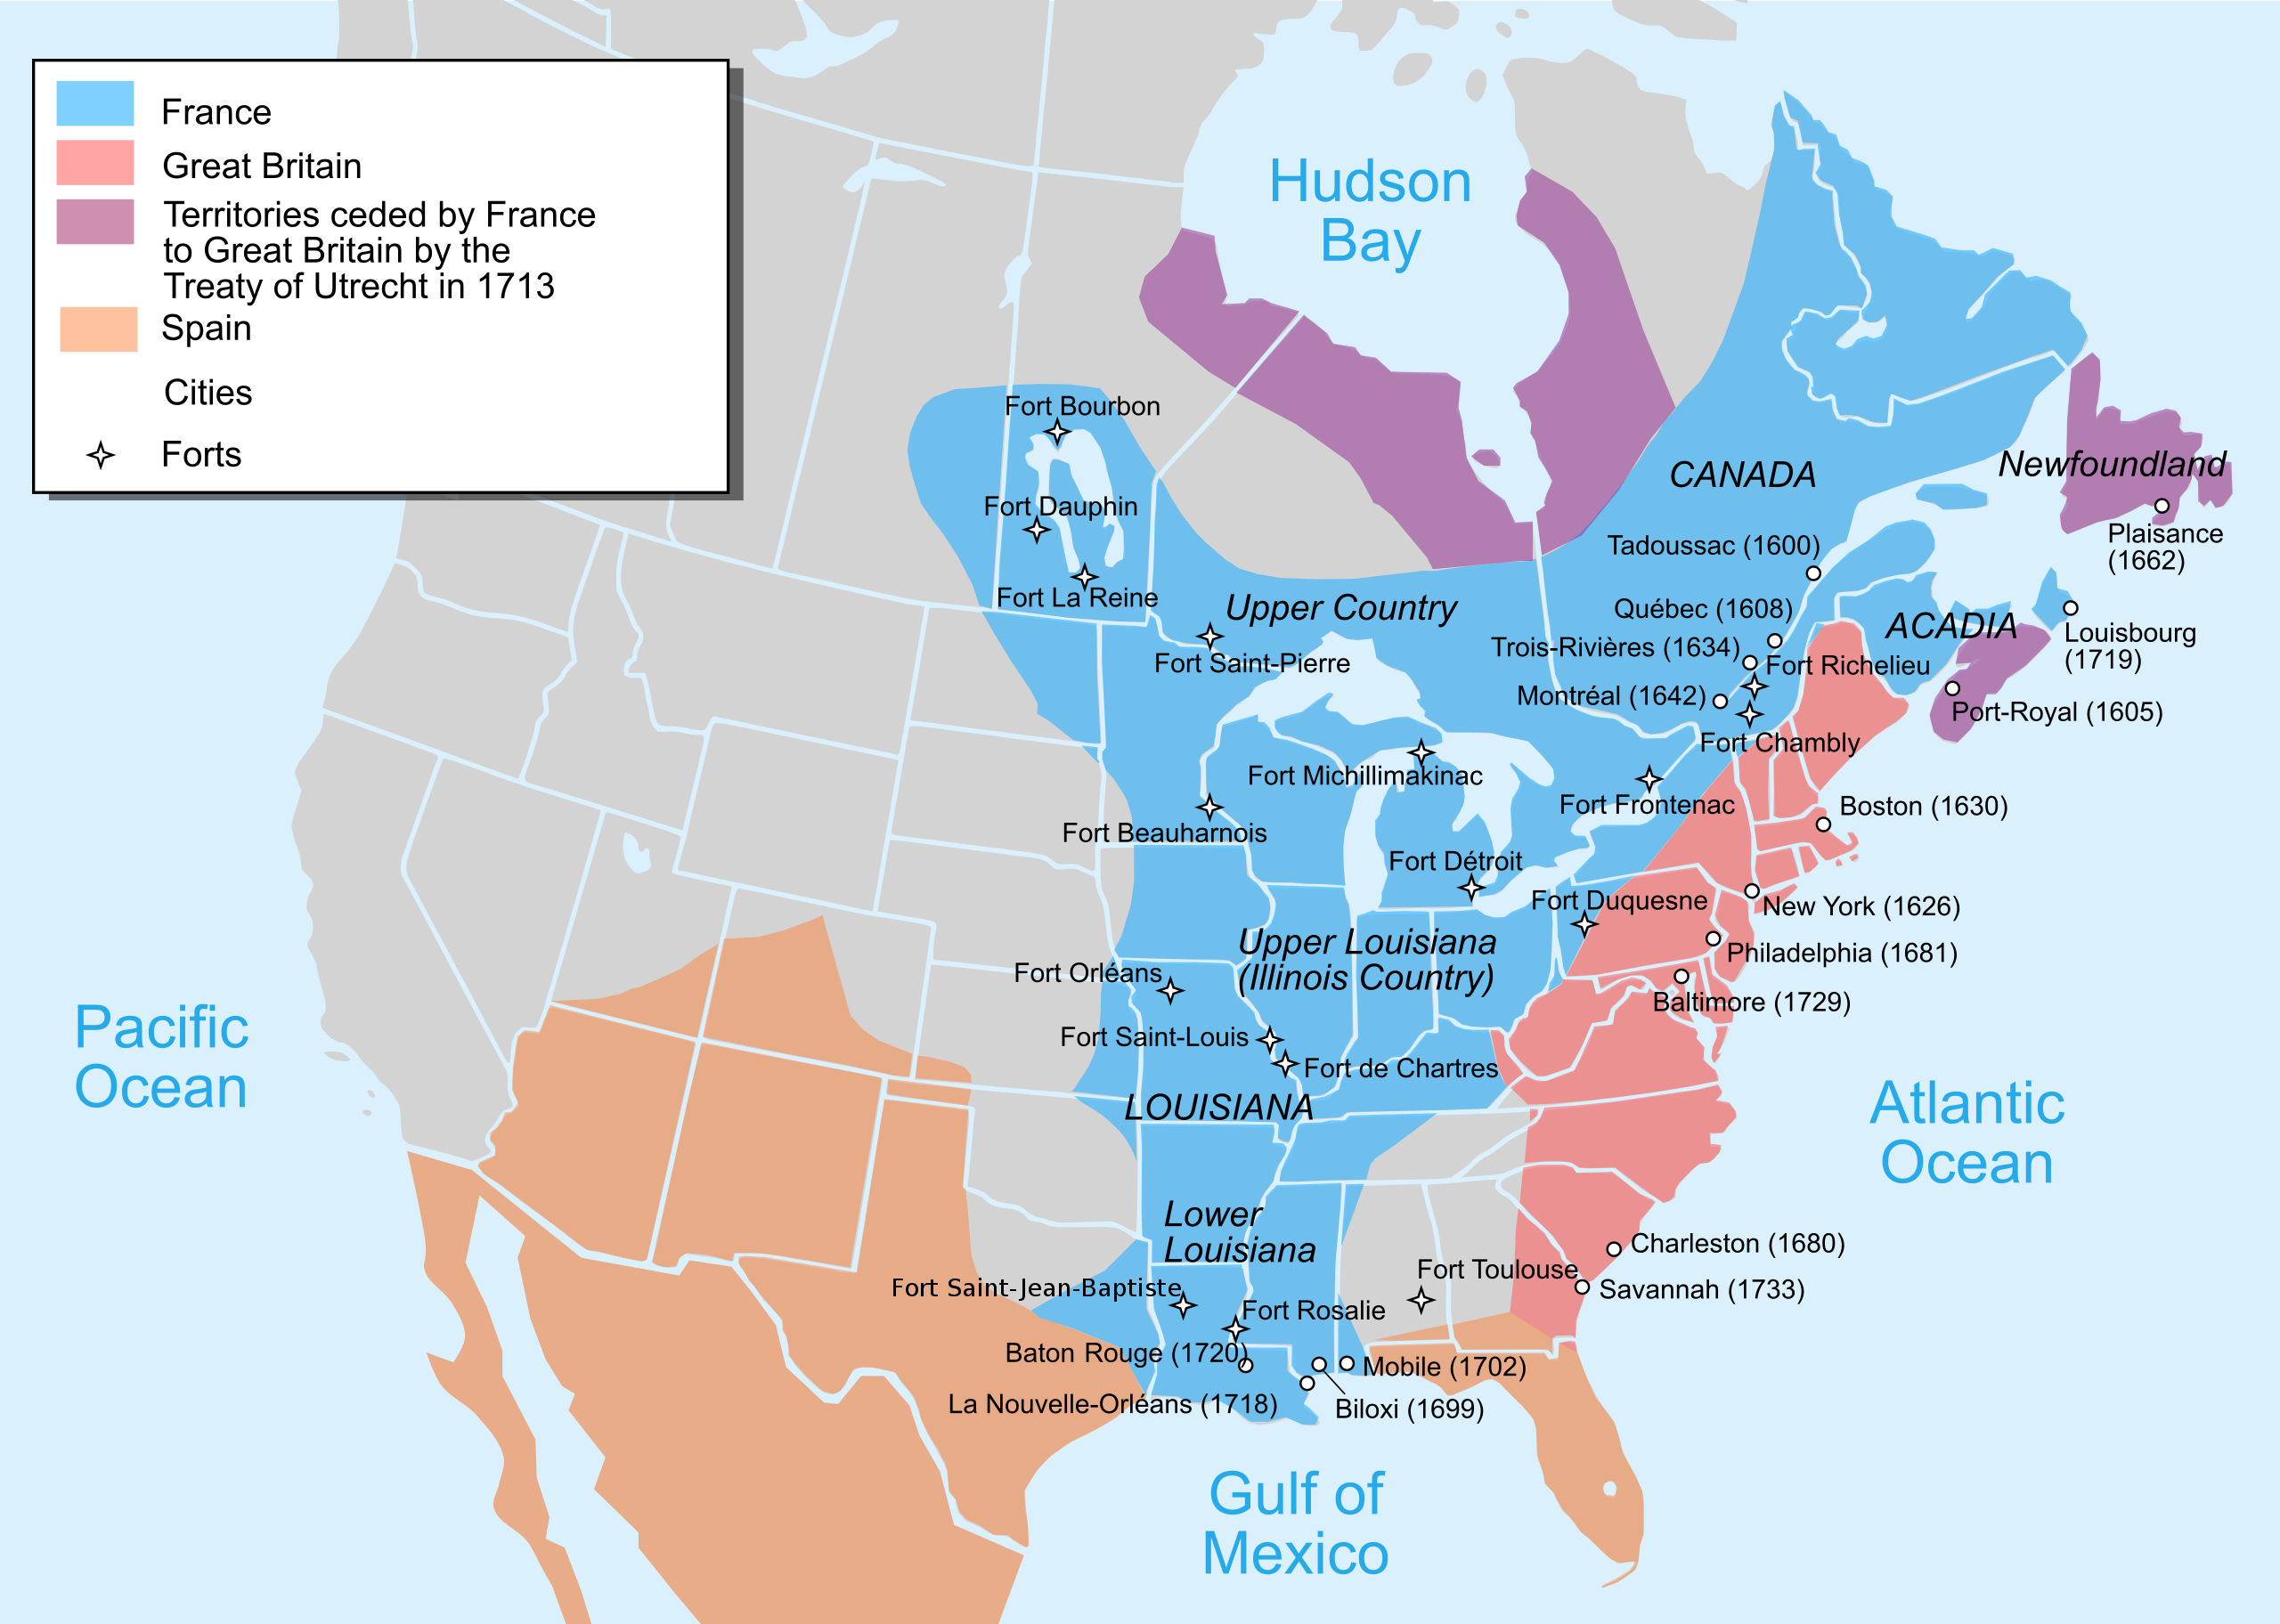 France
Great Britain
Territories ceded by France
to Great Britain by the
Treaty of Utrecht in 1713
Spain
Cities
Forts
Hudson
Bay
Fort Bourbon
CANADA
Newfoundland
Fort Dauphin
Plaisance
(1662)
Tadoussac (1600)
Fort La Reine
Upper Country
Québec (1608)
ACADIA
Louisbourg
(1719)
Trois-Rivières (1634)
Fort Saint-Pierre
Fort Richelieu
Montréal (1642)
Port-Royal (1605)
Fort Chambly
Fort Michillimakinac
Fort Frontenac
Boston (1630)
Fort Beauharnois
Fort Détroit
Fort Duquesne
New York (1626)
Upper Louisiana
(Illinois Country)
Philadelphia (1681)
Fort Orléans
Baltimore (1729)
Pacific
Ocean
Fort Saint-Louis
Fort de Chartres
LOUISIANA
Atlantic
Ocean
Lower
Louisiana
Charleston (1680)
Fort Toulouse
Fort Saint-Jean-Baptiste
Savannah (1733)
Fort Rosalie
Baton Rouge (1720)
Mobile (1702)
La Nouvelle-Orléans (1718)
Biloxi (1699)
Gulf of
Mexico